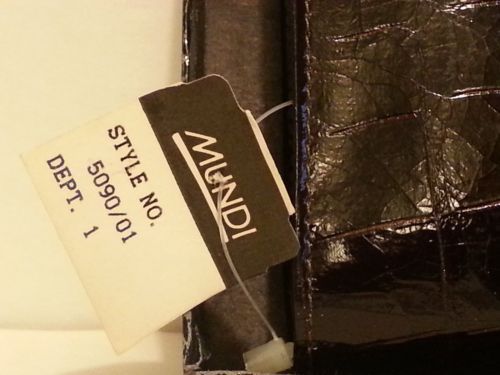 MUNDI
STYLE NO.
5090/01
DEPT. 1